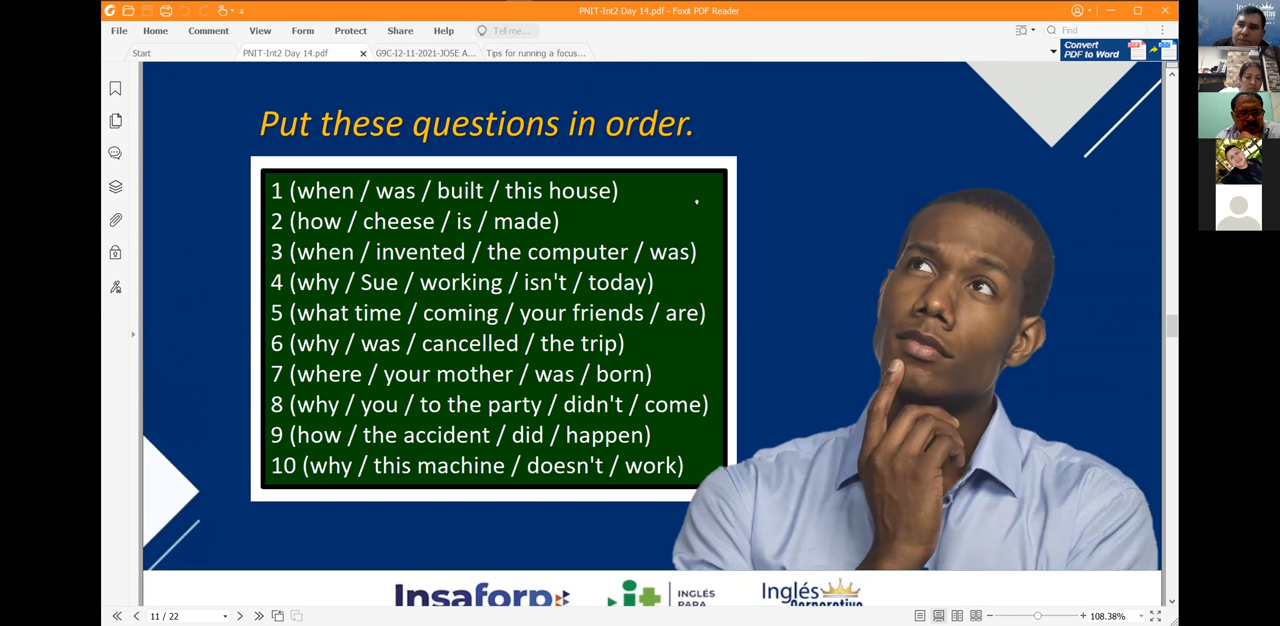 PNIT-Int2 Day 14.pdf - Foxit PDF Reader
File Home Comment View Form Protect Share Help Tell me... Find
Start PNIT-Int2 Day 14.pdf G9C-I2-11-2021-JOSE A... Tips for running a focus...
Convert
PDF to Word
Put these questions in order.
1 (when / was / built / this house)
2 (how / cheese / is / made)
3 (when / invented / the computer / was)
4 (why / Sue / working / isn't / today)
5 (what time / coming / your friends / are)
6 (why / was / cancelled / the trip)
7 (where / your mother / was / born)
8 (why / you / to the party / didn't / come)
9 (how / the accident / did / happen)
10 (why / this machine / doesn't / work)
Insaforp
INGLÉS
PARA
Inglés
Corporative
11 / 22
108.38%